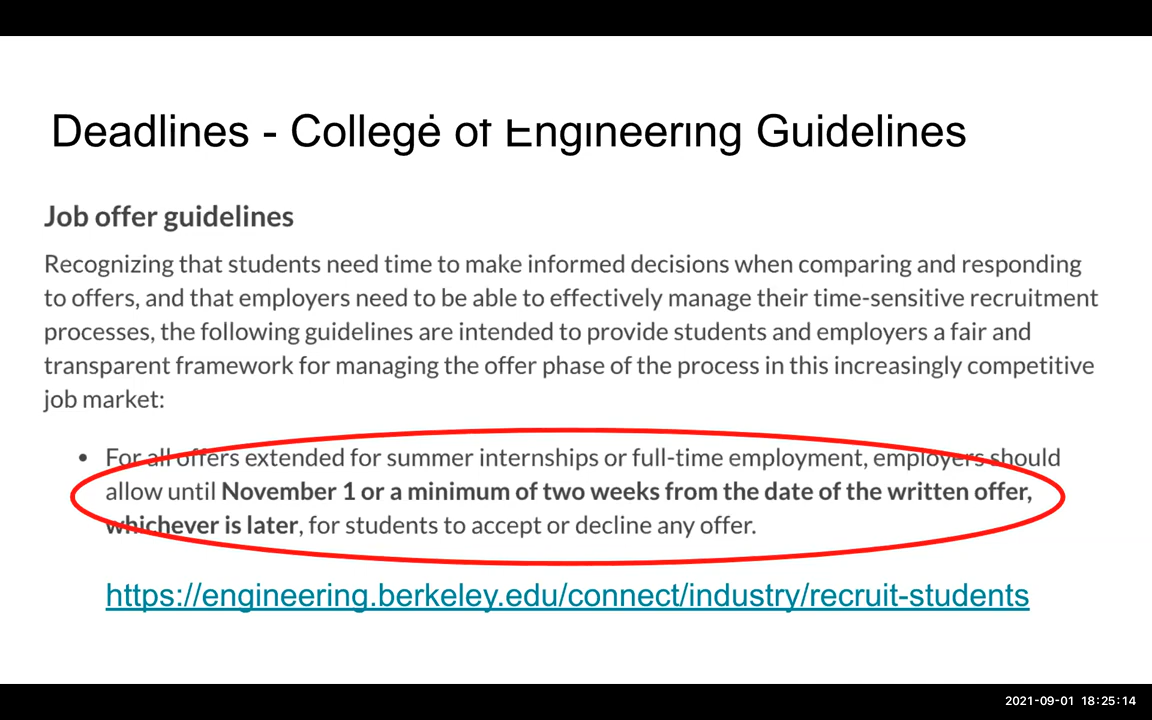 Deadlines - College of Engineering Guidelines
Job offer guidelines
Recognizing that students need time to make informed decisions when comparing and responding
to offers, and that employers need to be able to effectively manage their time-sensitive recruitment
processes, the following guidelines are intended to provide students and employers a fair and
transparent framework for managing the offer phase of the process in this increasingly competitive
job market:
• For all offers extended for summer internships or full-time employment, employers should
allow until November 1 or a minimum of two weeks from the date of the written offer,
whichever is later, for students to accept or decline any offer.
https://engineering.berkeley.edu/connect/industry/recruit-students
2021-09-01 18:25:14